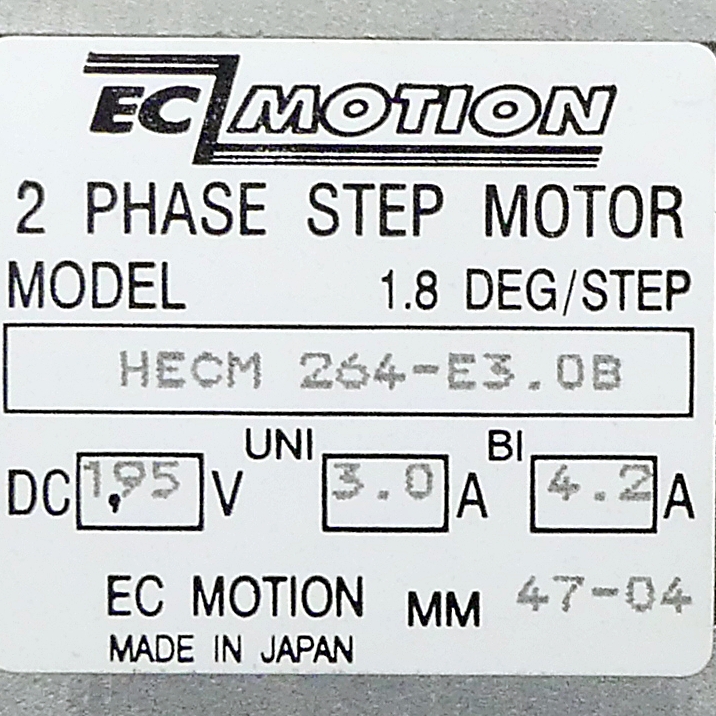 EC MOTION
2 PHASE STEP MOTOR
MODEL 1.8 DEG/STEP
HECM 264-E3.0B
UNI BI
DC 1,95 V 3.0 A 4.2 A
EC MOTION MM 47-04
MADE IN JAPAN